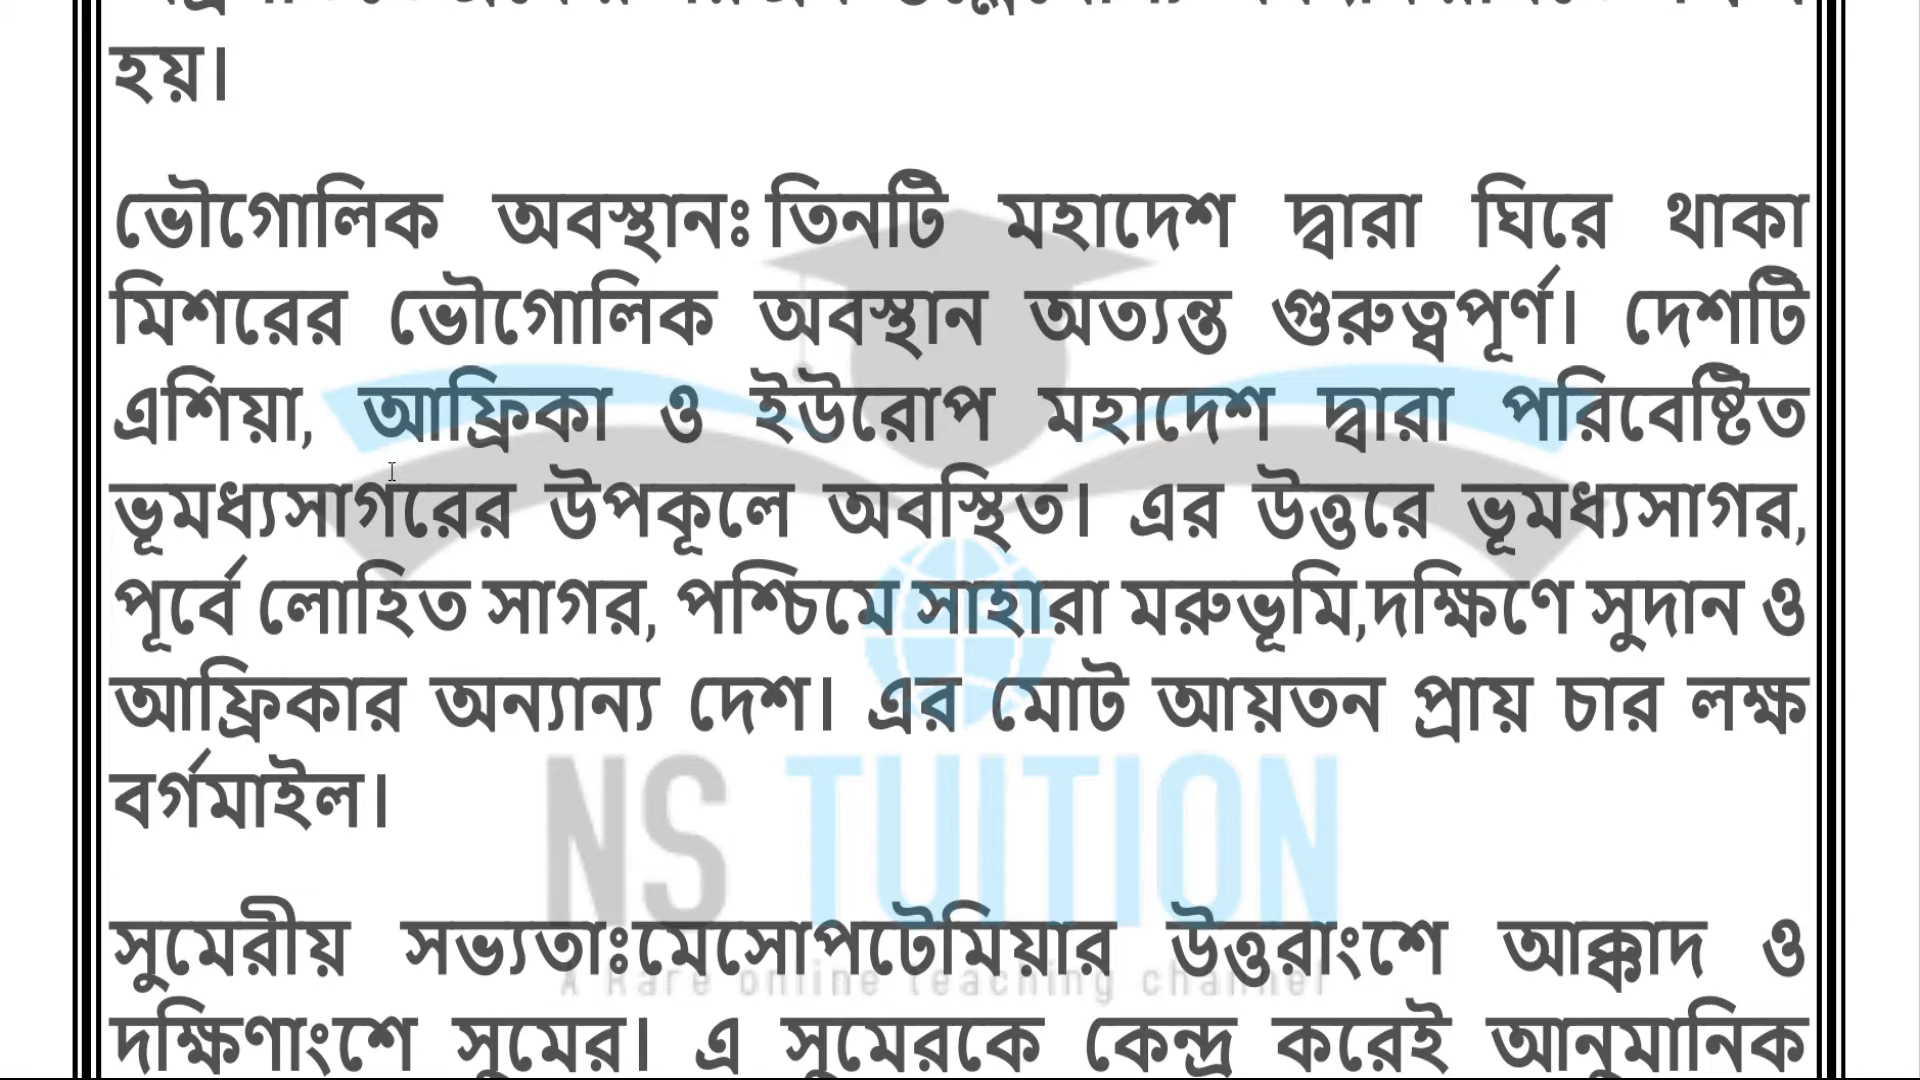 হয়।
ভৌগোলিক অবস্থানঃ তিনটি মহাদেশ দ্বারা ঘিরে থাকা
মিশরের ভৌগোলিক অবস্থান অত্যন্ত গুরুত্বপূর্ণ। দেশটি
এশিয়া, আফ্রিকা ও ইউরোপ মহাদেশ দ্বারা পরিবেষ্টিত
ভূমধ্যসাগরের উপকূলে অবস্থিত। এর উত্তরে ভূমধ্যসাগর,
পূর্বে লোহিত সাগর, পশ্চিমে সাহারা মরুভূমি,দক্ষিণে সুদান ও
আফ্রিকার অন্যান্য দেশ। এর মোট আয়তন প্রায় চার লক্ষ
বর্গমাইল।
NS TUITION
সুমেরীয় সভ্যতাঃমেসোপটেমিয়ার উত্তরাংশে আক্কাদ ও
A Rare online teaching channel
দক্ষিণাংশে সুমের। এ সুমেরকে কেন্দ্র করেই আনুমানিক